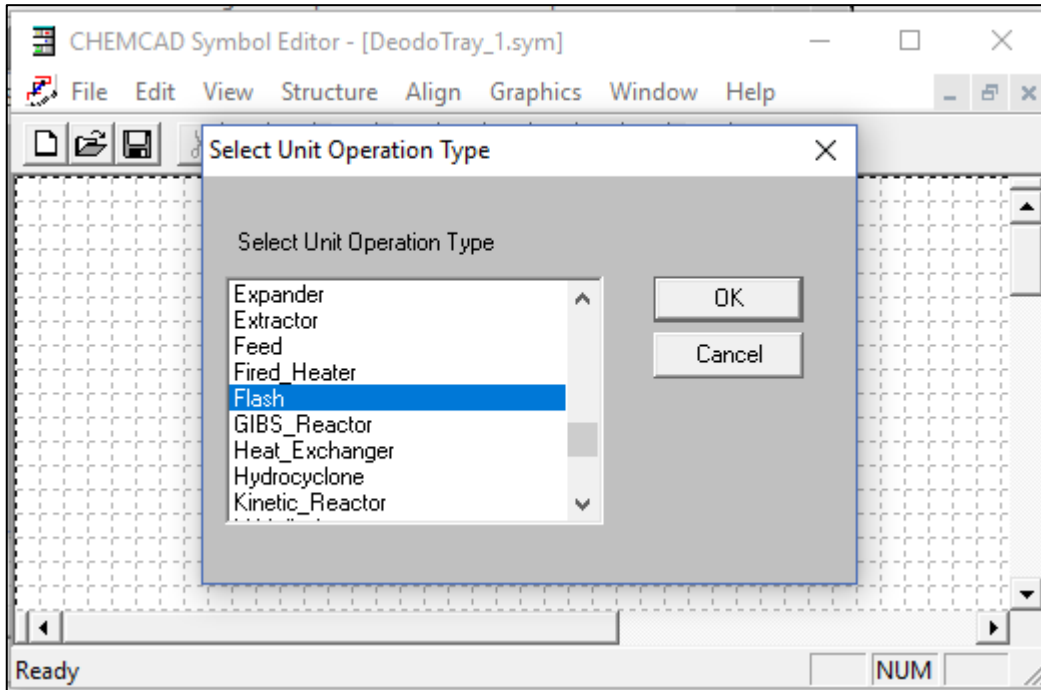 CHEMCAD Symbol Editor - [DeodoTray_1.sym]
File Edit View Structure Align Graphics Window Help
Select Unit Operation Type
Select Unit Operation Type
Expander
Extractor
Feed
Fired_Heater
Flash
GIBS_Reactor
Heat_Exchanger
Hydrocyclone
Kinetic_Reactor
OK
Cancel
Ready
NUM